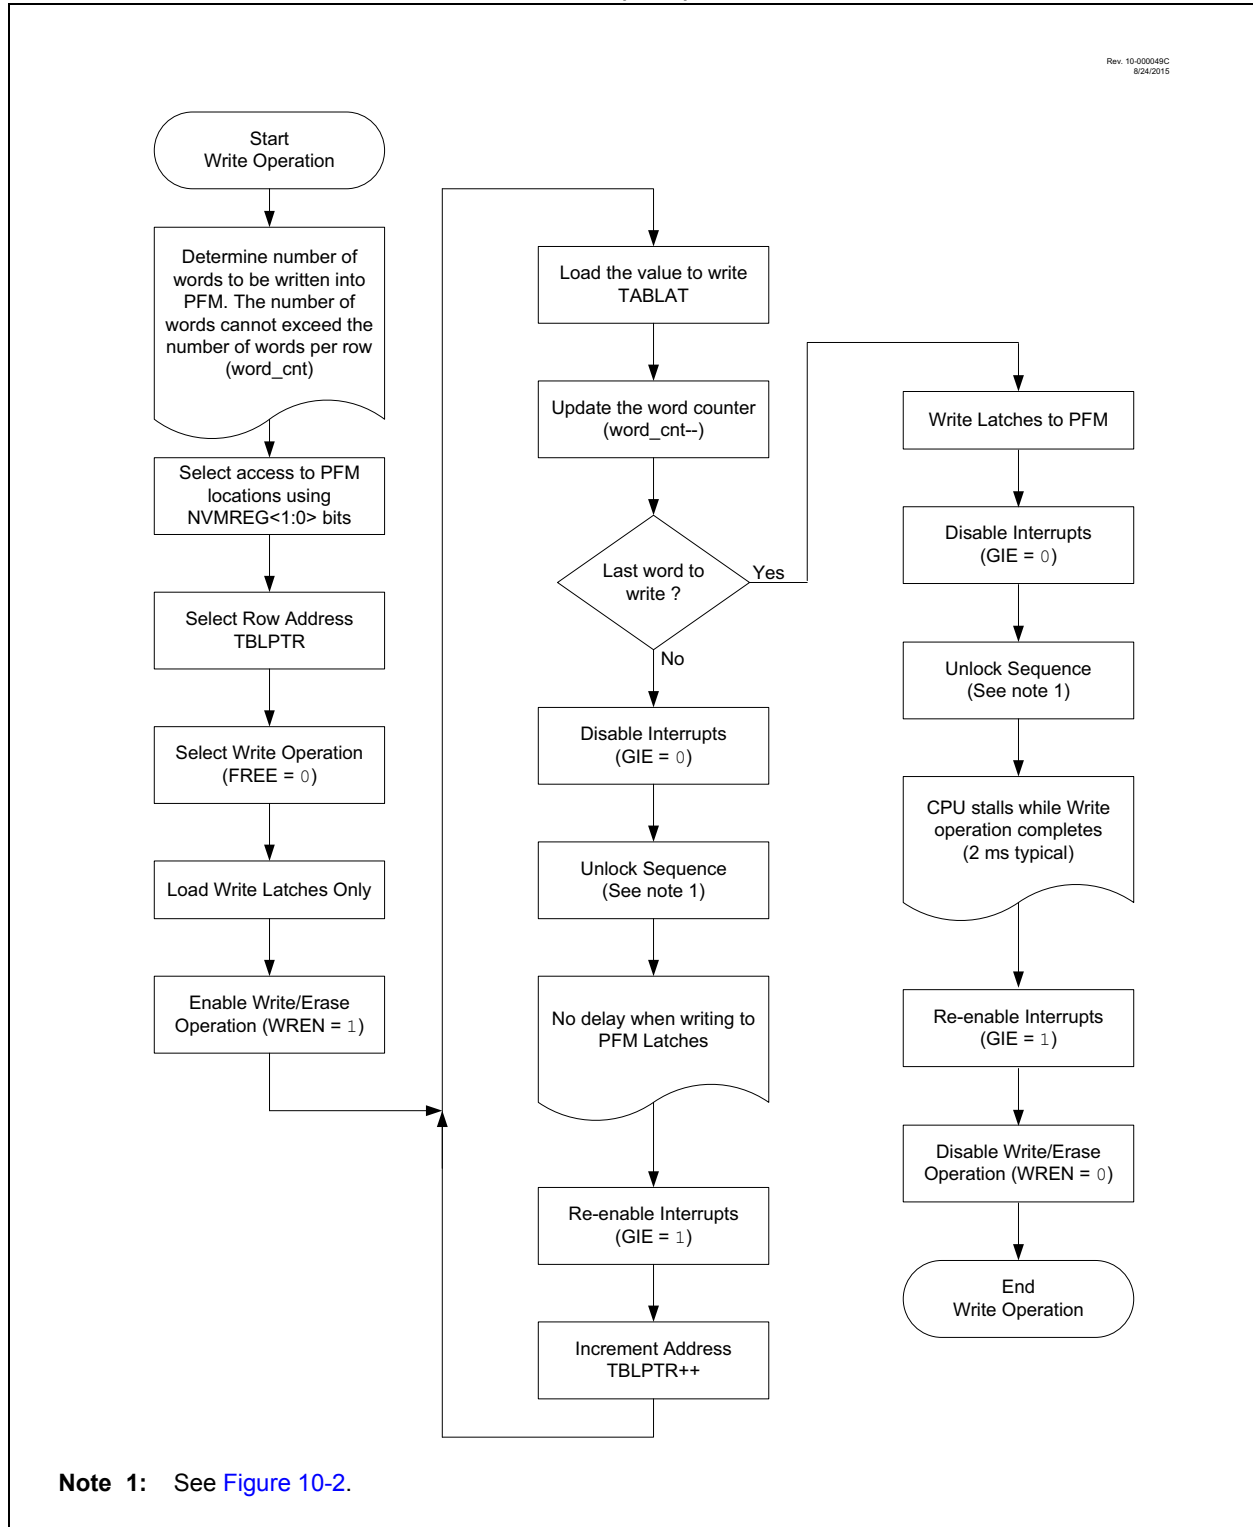 Rev. 10-000049C
8/24/2015
Start
Write Operation
Determine number of
words to be written into
PFM. The number of
words cannot exceed the
number of words per row
(word_cnt)
Select access to PFM
locations using
NVMREG<1:0> bits
Select Row Address
TBLPTR
Select Write Operation
(FREE = 0)
Load Write Latches Only
Enable Write/Erase
Operation (WREN = 1)
Load the value to write
TABLAT
Update the word counter
(word_cnt--)
Last word to
write ?
Yes
No
Disable Interrupts
(GIE = 0)
Unlock Sequence
(See note 1)
No delay when writing to
PFM Latches
Re-enable Interrupts
(GIE = 1)
Increment Address
TBLPTR++
Write Latches to PFM
Disable Interrupts
(GIE = 0)
Unlock Sequence
(See note 1)
CPU stalls while Write
operation completes
(2 ms typical)
Re-enable Interrupts
(GIE = 1)
Disable Write/Erase
Operation (WREN = 0)
End
Write Operation
Note 1: See Figure 10-2.